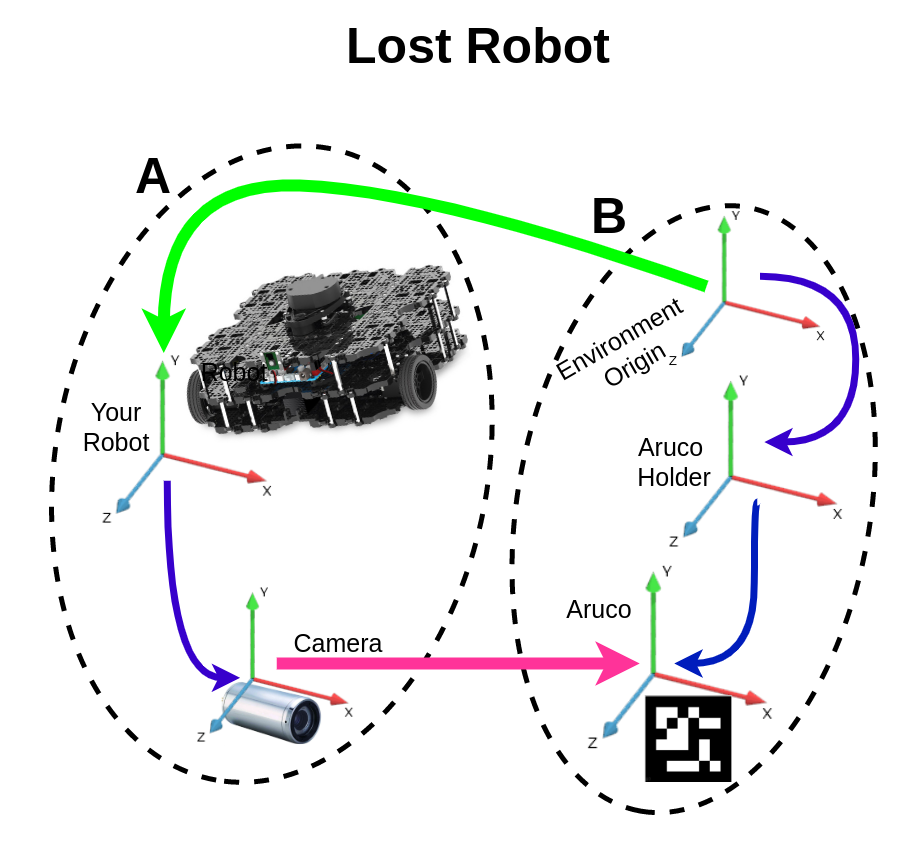 Lost Robot
A
B
Y
X
Z
Environment
Origin
Robot
Y
X
Z
Your
Robot
Y
X
Z
Aruco
Holder
Y
X
Z
Aruco
Y
X
Z
Camera